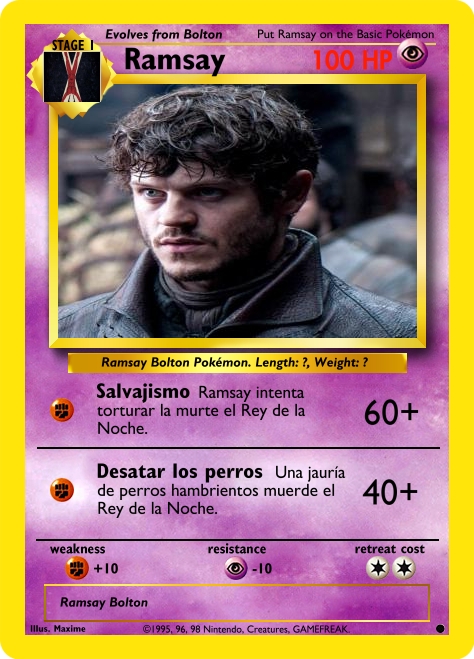 Evolves from Bolton
Put Ramsay on the Basic Pokémon
STAGE 1
Ramsay
100 HP
Ramsay Bolton Pokémon. Length: ?, Weight: ?
Salvajismo Ramsay intenta
torturar la murte el Rey de la
Noche.
60+
Desatar los perros Una jauría
de perros hambrientos muerde el
Rey de la Noche.
40+
weakness
resistance
retreat cost
+10
-10
Ramsay Bolton
Illus. Maxime
©1995, 96, 98 Nintendo, Creatures, GAMEFREAK.